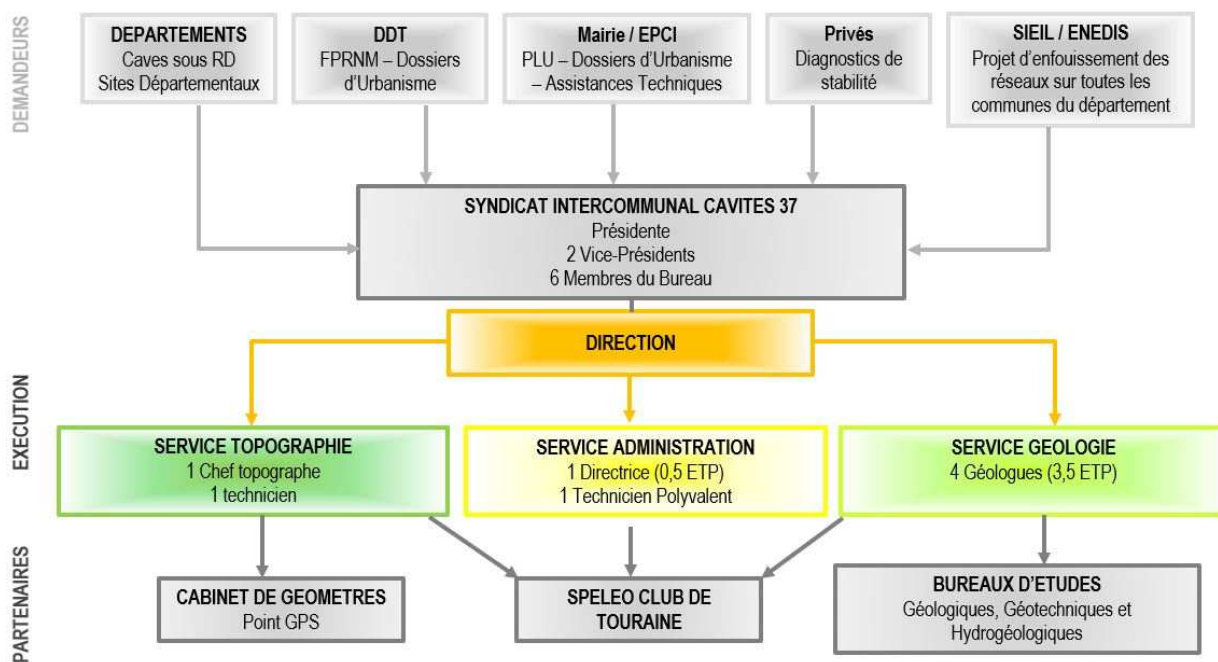 DEMANDEURS
DEPARTEMENTS
Caves sous RD
Sites Départementaux
DDT
FPRNM – Dossiers
d'Urbanisme
Mairie / EPCI
PLU – Dossiers d'Urbanisme
– Assistances Techniques
Privés
Diagnostics de
stabilité
SIEIL / ENEDIS
Projet d'enfouissement des
réseaux sur toutes les
communes du département
SYNDICAT INTERCOMMUNAL CAVITES 37
Présidente
2 Vice-Présidents
6 Membres du Bureau
DIRECTION
EXECUTION
SERVICE TOPOGRAPHIE
1 Chef topographe
1 technicien
SERVICE ADMINISTRATION
1 Directrice (0,5 ETP)
1 Technicien Polyvalent
SERVICE GEOLOGIE
4 Géologues (3,5 ETP)
PARTENAIRES
CABINET DE GEOMETRES
Point GPS
SPELEO CLUB DE
TOURAINE
BUREAUX D'ETUDES
Géologiques, Géotechniques et
Hydrogéologiques